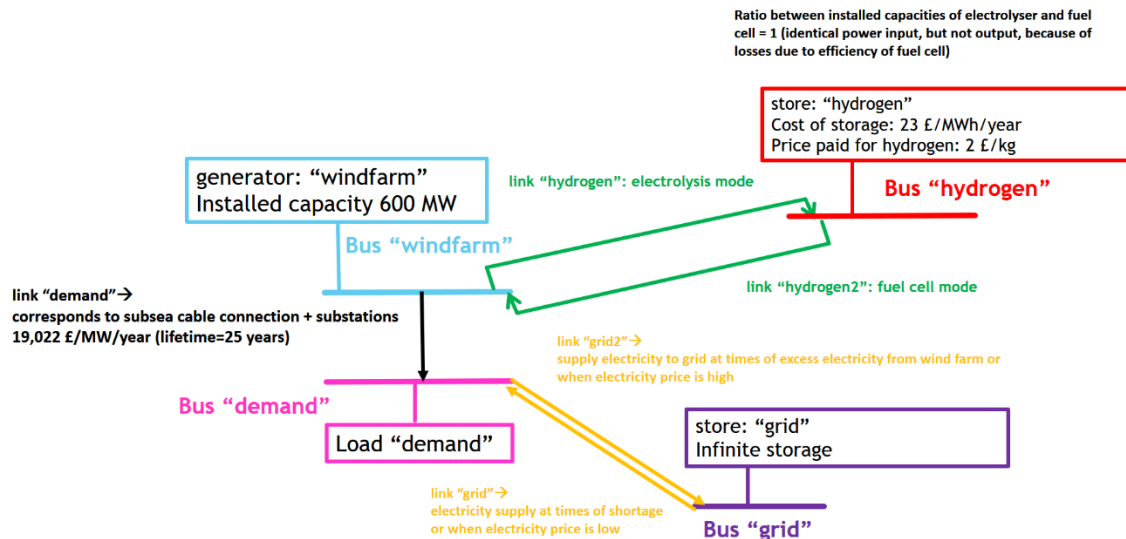 Ratio between installed capacities of electrolyser and fuel
cell = 1 (identical power input, but not output, because of
losses due to efficiency of fuel cell)
store: “hydrogen”
Cost of storage: 23 £/MWh/year
Price paid for hydrogen: 2 £/kg
generator: “windfarm”
Installed capacity 600 MW
link “hydrogen”: electrolysis mode
Bus “hydrogen”
Bus “windfarm”
link “hydrogen2”: fuel cell mode
link “demand”→
corresponds to subsea cable connection + substations
19,022 £/MW/year (lifetime=25 years)
link “grid2”→
supply electricity to grid at times of excess electricity from wind farm or
when electricity price is high
Bus “demand”
Load “demand”
store: “grid”
Infinite storage
link “grid”→
electricity supply at times of shortage
or when electricity price is low
Bus “grid”